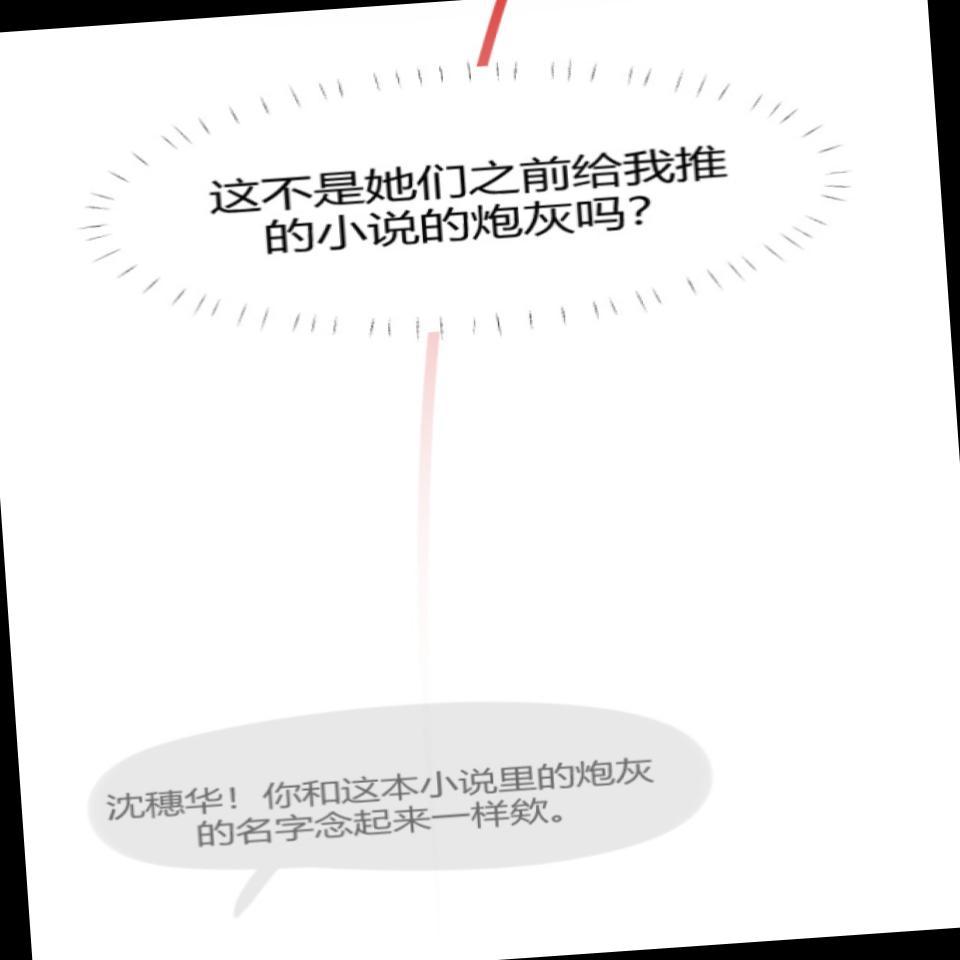 这不是她们之前给我推
的小说的炮灰吗？
沈穗华！你和这本小说里的炮灰
的名字念起来一样欸。